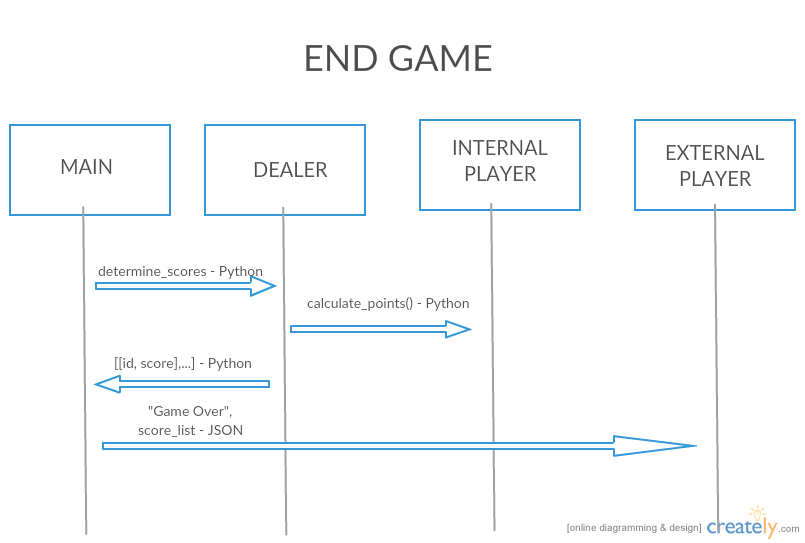 END GAME
MAIN
DEALER
INTERNAL
PLAYER
EXTERNAL
PLAYER
determine_scores - Python
calculate_points() - Python
[[id, score],...] - Python
"Game Over",
score_list - JSON
[online diagramming & design] creately.com